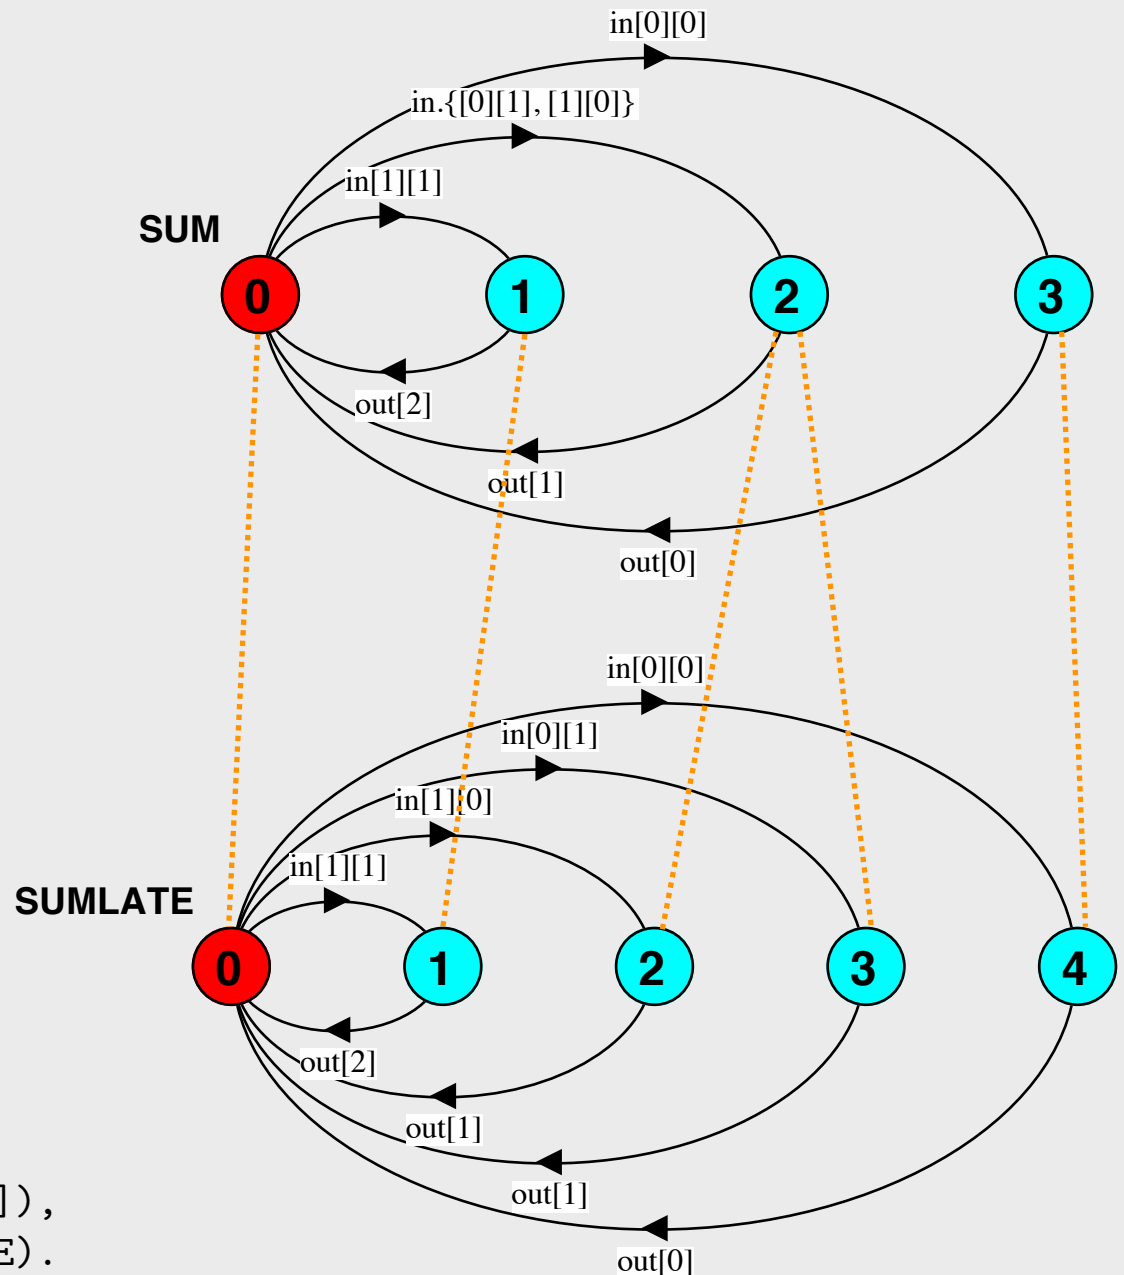 in[0][0]
in.{[0][1], [1][0]}
in[1][1]
SUM
0 1 2 3
out[2]
out[1]
out[0]
in[0][0]
in[0][1]
in[1][0]
in[1][1]
SUMLATE
0 1 2 3 4
out[2]
out[1]
out[1]
]),
out[0]
E).